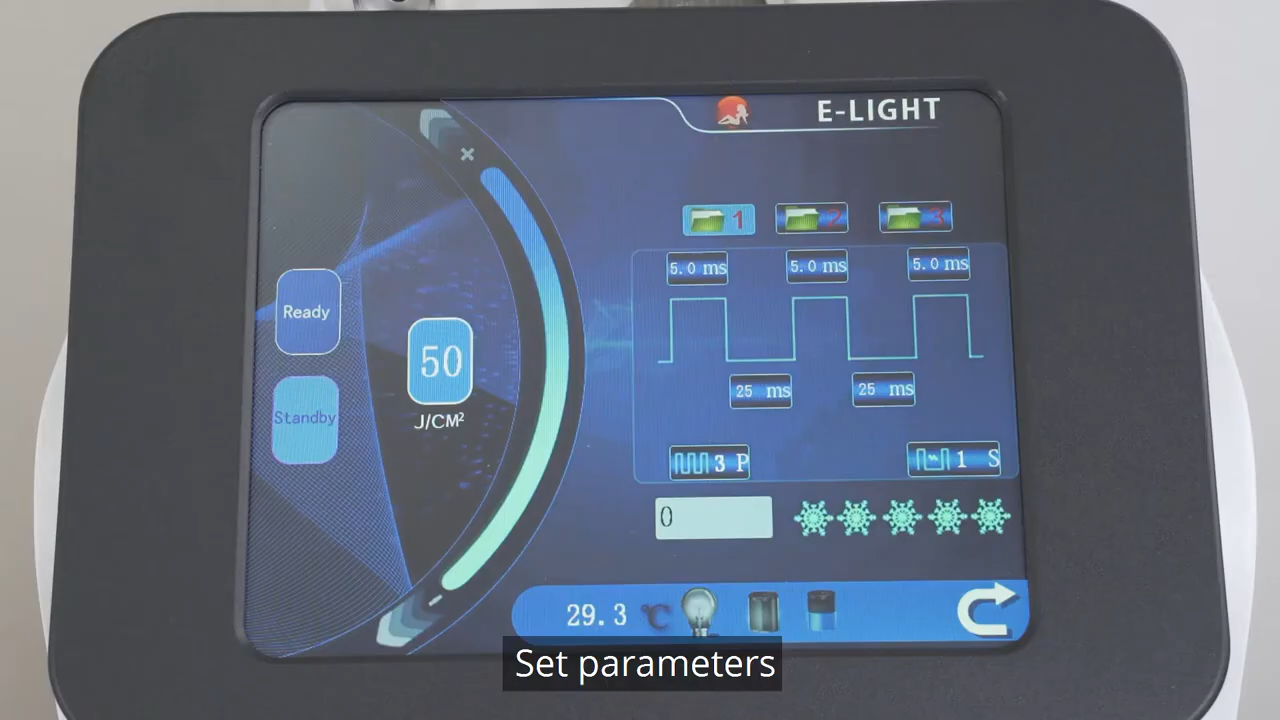 E-LIGHT
1 2 3
5.0 ms 5.0 ms 5.0 ms
Ready
50
J/CM²
25 ms 25 ms
Standby
3 P 1 S
0
29.3 ℃
Set parameters